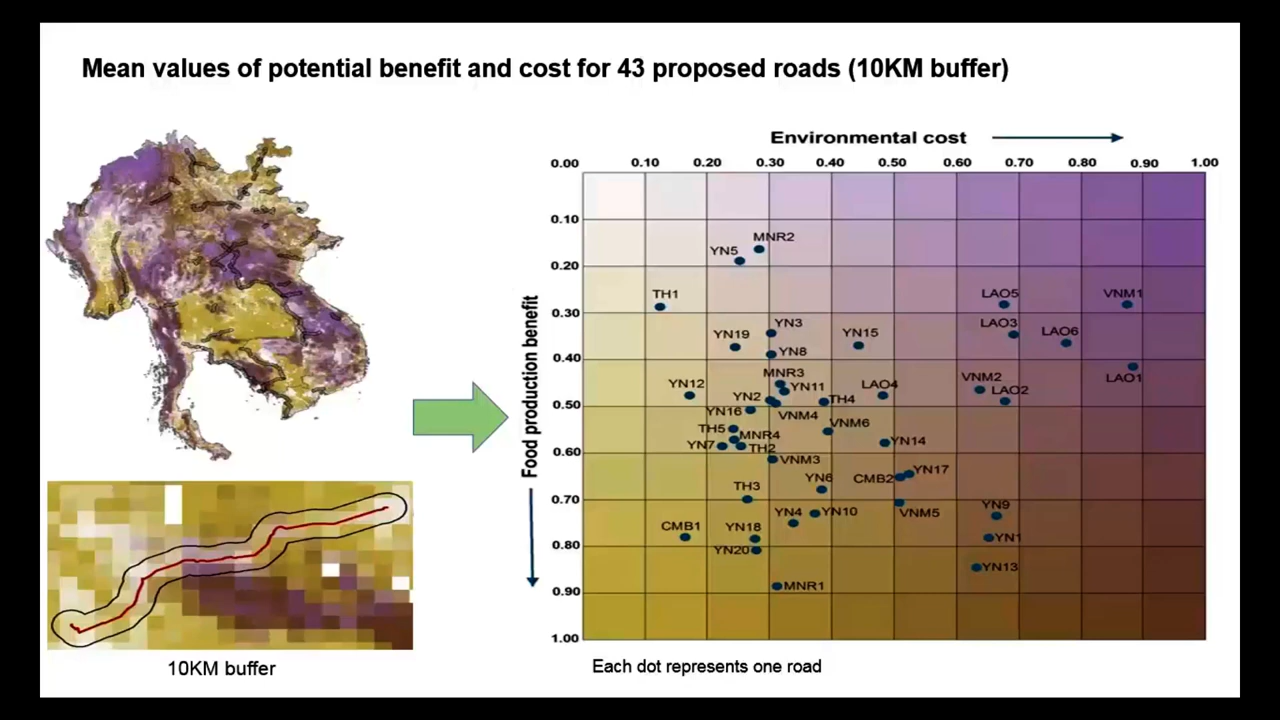 Mean values of potential benefit and cost for 43 proposed roads (10KM buffer)
Environmental cost
0.00 0.10 0.20 0.30 0.40 0.50 0.60 0.70 0.80 0.90 1.00
0.10
0.20
0.30
0.40
0.50
0.60
0.70
0.80
0.90
1.00
Food production benefit
MNR2
YN5
TH1
LAO5
VNM1
YN3
LAO3
YN19
YN15
LAO6
YN8
MNR3
VNM2
LAO1
YN12
YN11
LAO4
LAO2
YN2
TH4
YN16
VNM4
VNM6
TH5
MNR4
YN7
TH2
YN14
VNM3
YN17
YN6
CMB2
TH3
YN9
YN4
YN10
VNM5
CMB1
YN18
YN1
YN20
YN13
MNR1
10KM buffer
Each dot represents one road